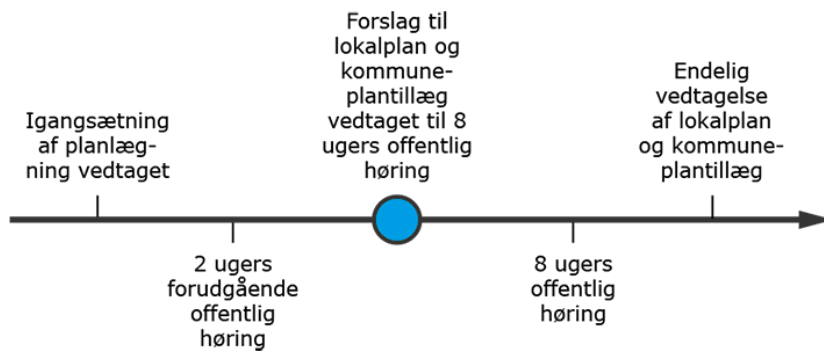 Igangsætning
af planlæg-
ning vedtaget
2 ugers
forudgående
offentlig
høring
Forslag til
lokalplan og
kommune-
plantillæg
vedtaget til 8
ugers offentlig
høring
8 ugers
offentlig
høring
Endelig
vedtagelse
af lokalplan
og kommune-
plantillæg